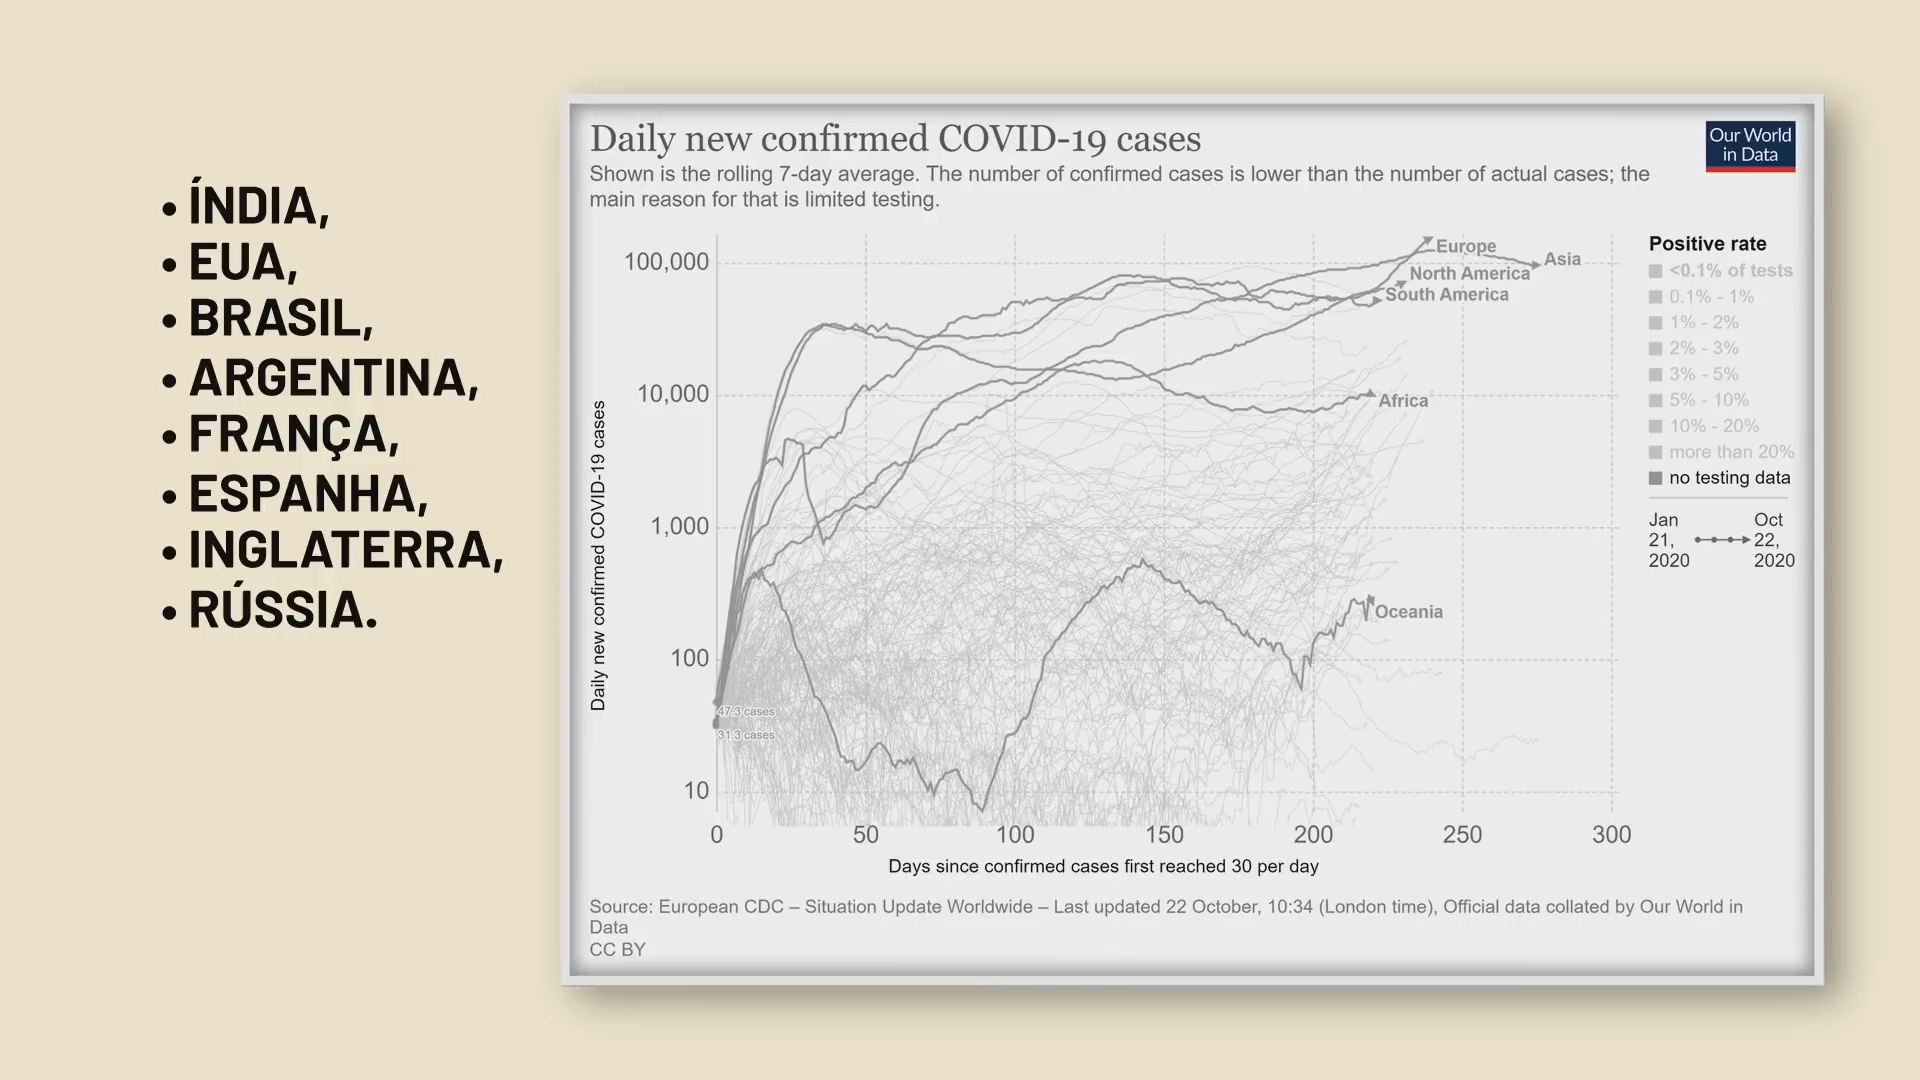 • ÍNDIA,
• EUA,
• BRASIL,
• ARGENTINA,
• FRANÇA,
• ESPANHA,
• INGLATERRA,
• RÚSSIA.
Daily new confirmed COVID-19 cases
Our World
in Data
Shown is the rolling 7-day average. The number of confirmed cases is lower than the number of actual cases; the
main reason for that is limited testing.
Daily new confirmed COVID-19 cases
100,000
10,000
1,000
100
10
Europe
Asia
North America
South America
Africa
Oceania
47.3 cases
31.3 cases
0 50 100 150 200 250 300
Days since confirmed cases first reached 30 per day
Positive rate
<0.1% of tests
0.1% - 1%
1% - 2%
2% - 3%
3% - 5%
5% - 10%
10% - 20%
more than 20%
no testing data
Jan
21,
2020
Oct
22,
2020
Source: European CDC – Situation Update Worldwide – Last updated 22 October, 10:34 (London time), Official data collated by Our World in
Data
CC BY